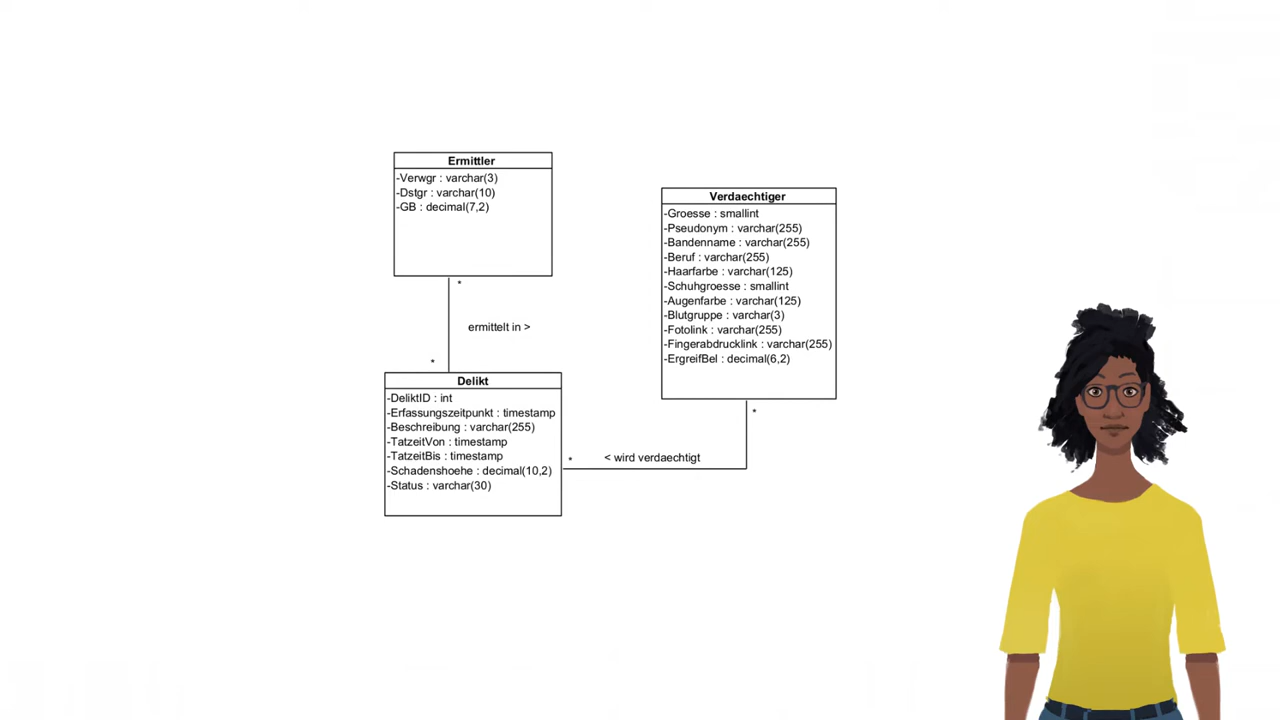 Ermittler
-Verwgr : varchar(3)
-Dstgr : varchar(10)
-GB : decimal(7,2)
*
ermittelt in >
*
Delikt
-DeliktID : int
-Erfassungszeitpunkt : timestamp
-Beschreibung : varchar(255)
-TatzeitVon : timestamp
-TatzeitBis : timestamp
-Schadenshoehe : decimal(10,2)
-Status : varchar(30)
Verdaechtiger
-Groesse : smallint
-Pseudonym : varchar(255)
-Bandenname : varchar(255)
-Beruf : varchar(255)
-Haarfarbe : varchar(125)
-Schuhgroesse : smallint
-Augenfarbe : varchar(125)
-Blutgruppe : varchar(3)
-Fotolink : varchar(255)
-Fingerabdrucklink : varchar(255)
-ErgreifBel : decimal(6,2)
*
* < wird verdaechtigt